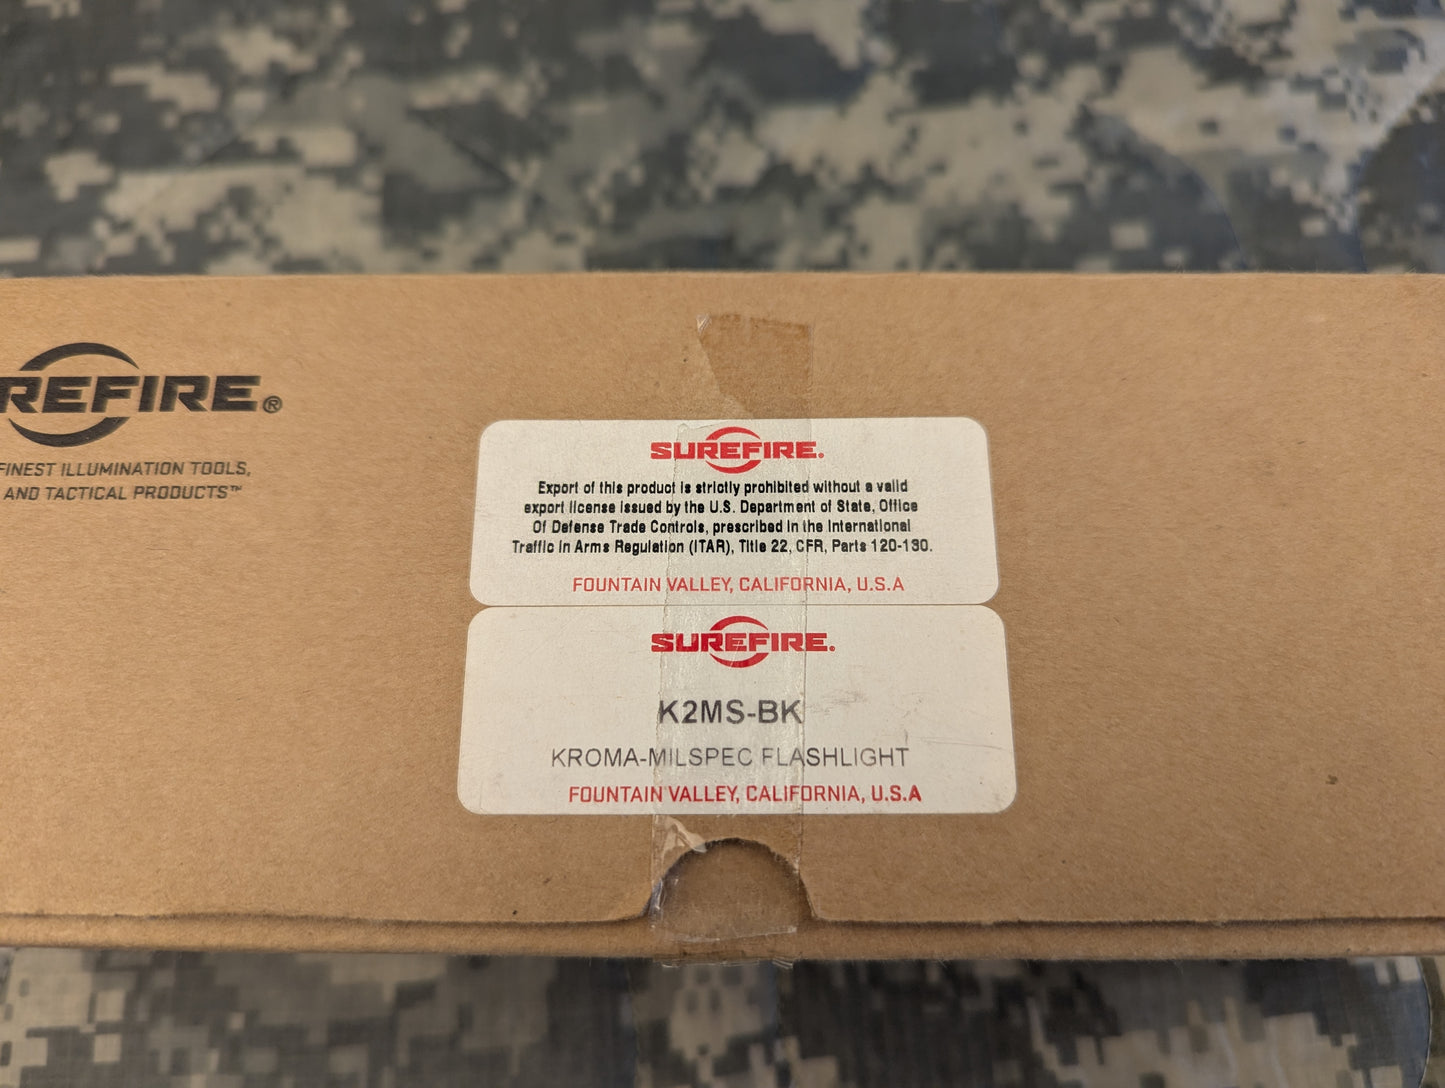 REFIRE®
FINEST ILLUMINATION TOOLS,
AND TACTICAL PRODUCTS™
SUREFIRE®
Export of this product is strictly prohibited without a valid
export license issued by the U.S. Department of State, Office
Of Defense Trade Controls, prescribed in the International
Traffic in Arms Regulation (ITAR), Title 22, CFR, Parts 120-130.
FOUNTAIN VALLEY, CALIFORNIA, U.S.A
SUREFIRE®
K2MS-BK
KROMA-MILSPEC FLASHLIGHT
FOUNTAIN VALLEY, CALIFORNIA, U.S.A